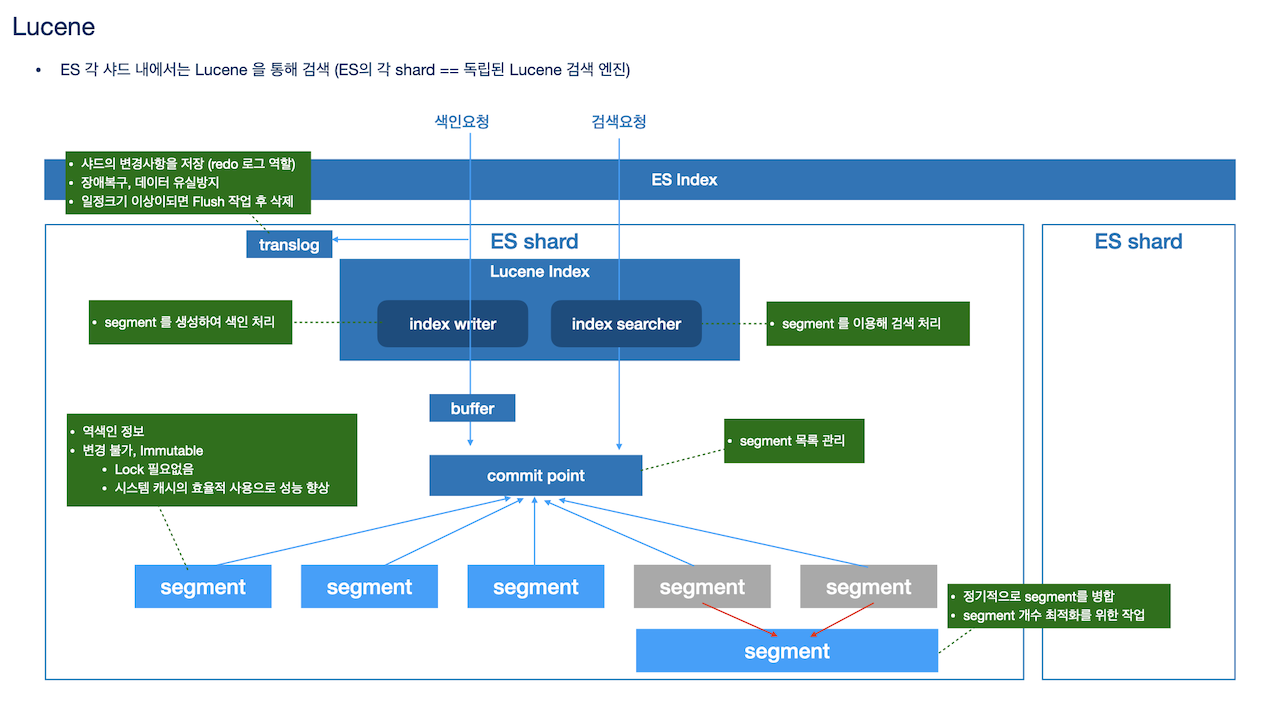 Lucene
• ES 각 샤드 내에서는 Lucene 을 통해 검색 (ES의 각 shard == 독립된 Lucene 검색 엔진)
색인요청
검색요청
• 샤드의 변경사항을 저장 (redo 로그 역할)
• 장애복구, 데이터 유실방지
• 일정크기 이상이되면 Flush 작업 후 삭제
ES Index
translog
ES shard
ES shard
Lucene Index
• segment 를 생성하여 색인 처리
index writer
index searcher
• segment 를 이용해 검색 처리
buffer
• 역색인 정보
• 변경 불가, Immutable
• Lock 필요없음
• 시스템 캐시의 효율적 사용으로 성능 향상
• segment 목록 관리
commit point
segment
segment
segment
segment
segment
• 정기적으로 segment를 병합
• segment 개수 최적화를 위한 작업
segment